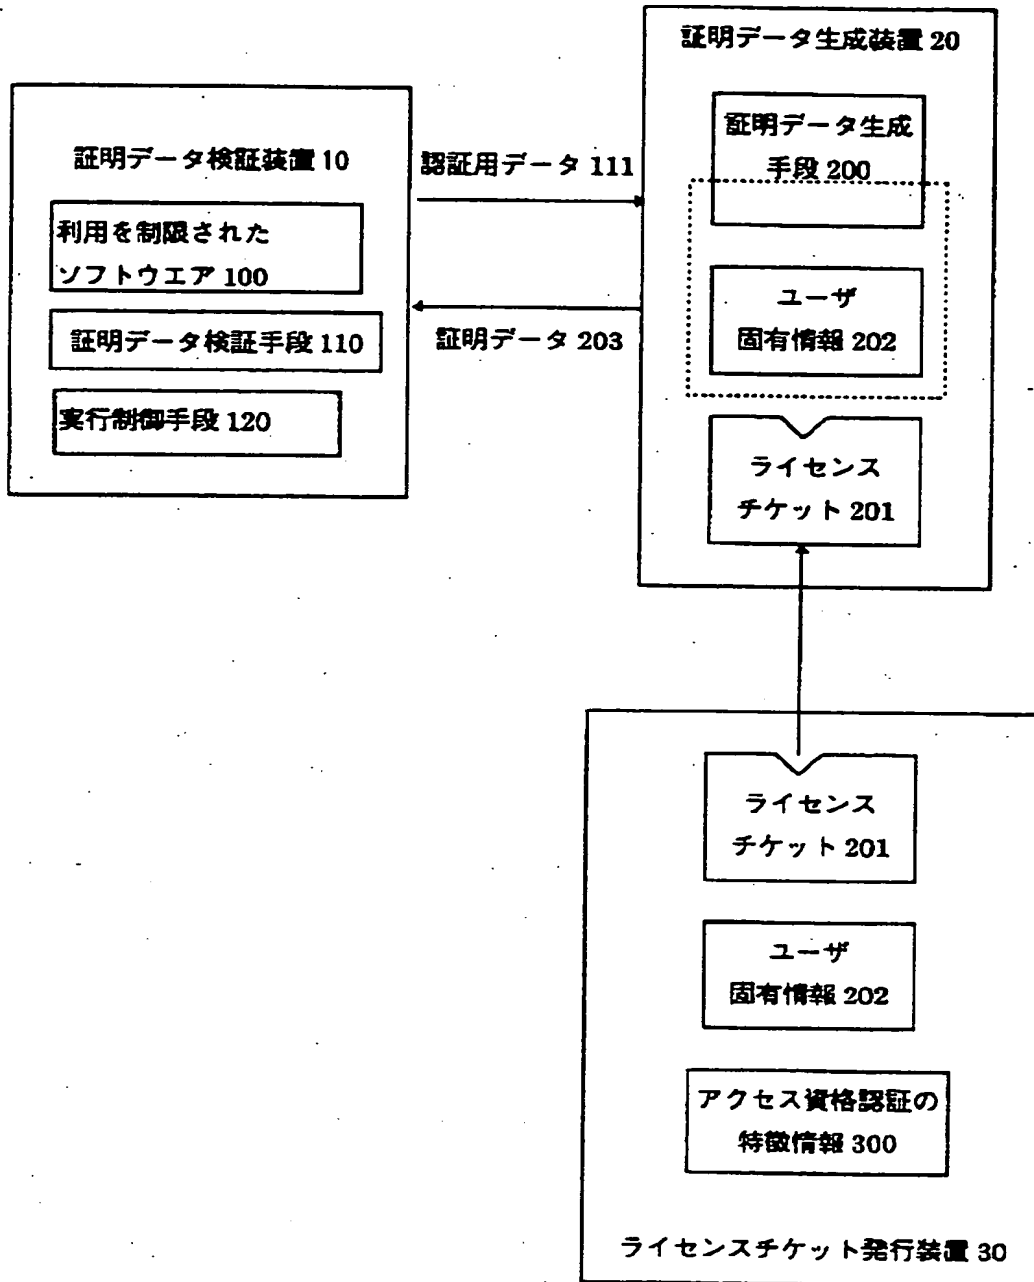 証明データ検証装置 10
利用を制限された
ソフトウエア 100
証明データ検証手段 110
実行制御手段 120
認証用データ 111
証明データ 203
証明データ生成装置 20
証明データ生成
手段 200
ユーザ
固有情報 202
ライセンス
チケット 201
ライセンス
チケット 201
ユーザ
固有情報 202
アクセス資格認証の
特徴情報 300
ライセンスチケット発行装置 30